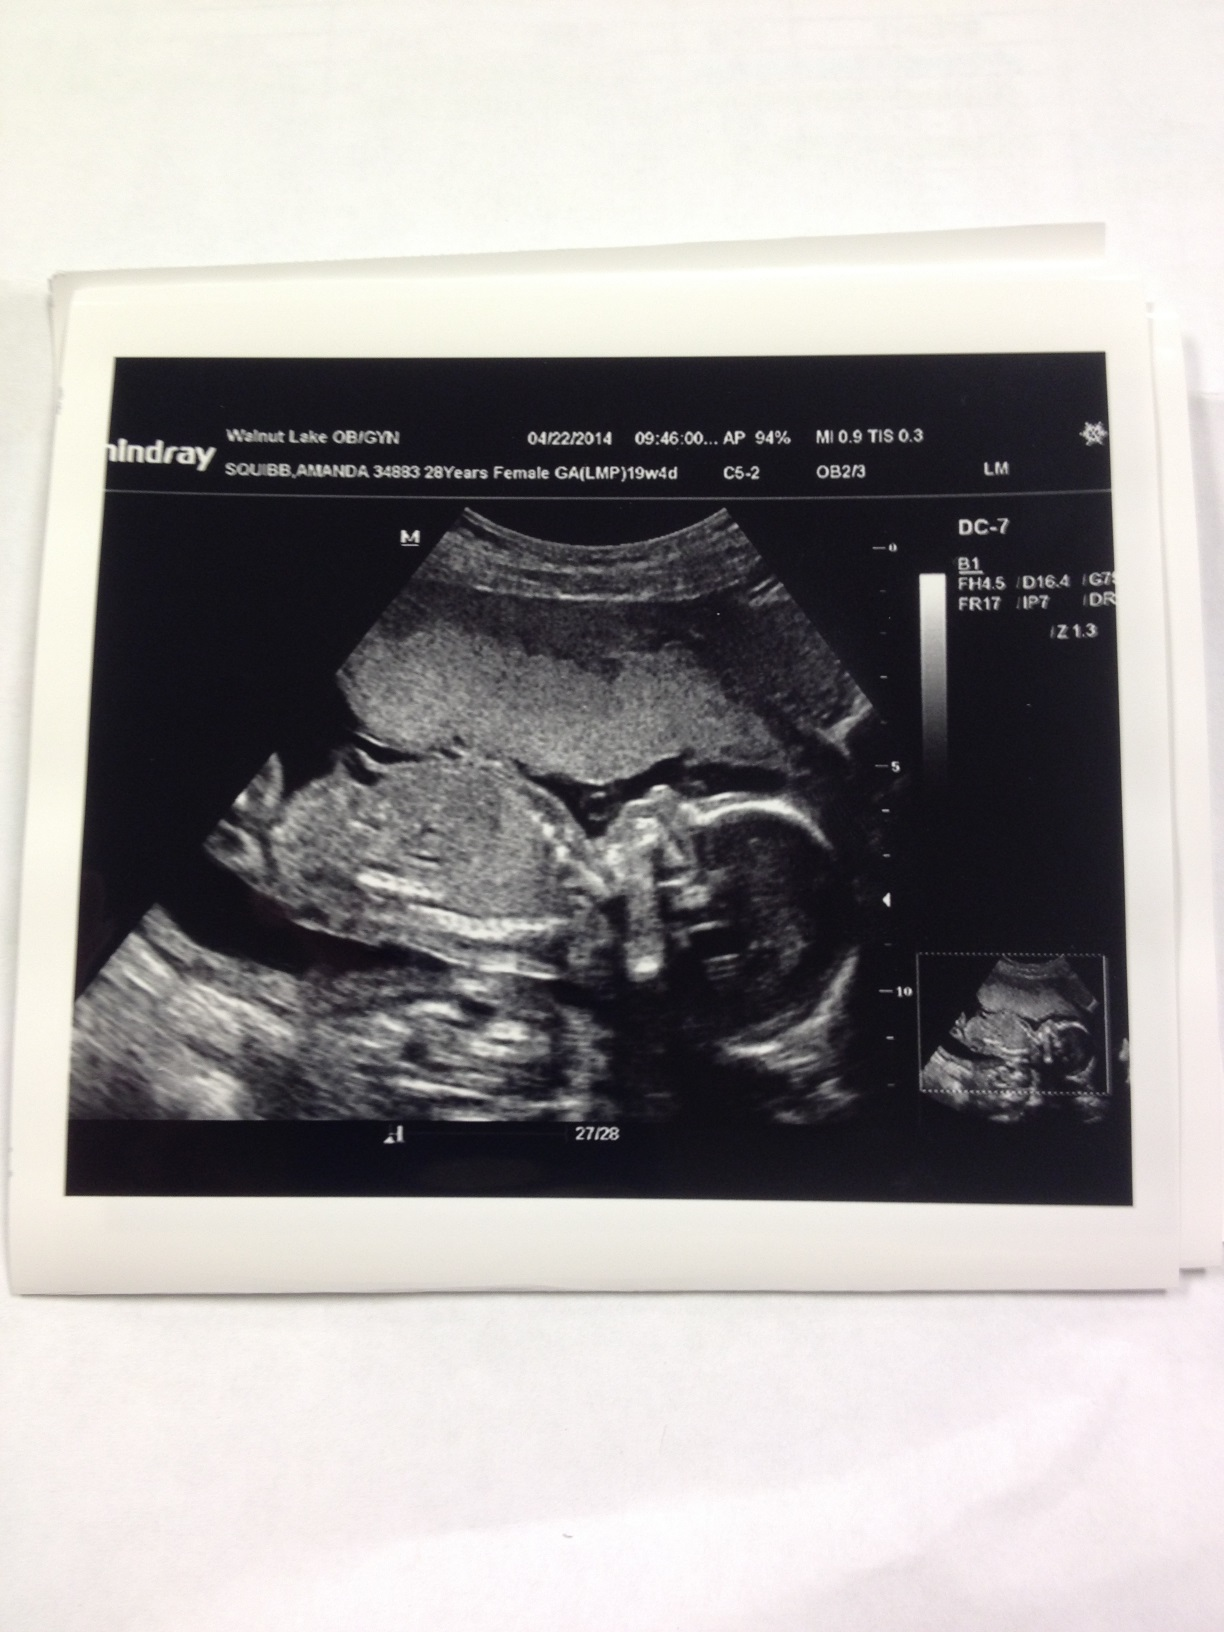 Walnut Lake OB/GYN 04/22/2014 09:46:00... AP 94% MI 0.9 TIS 0.3
mindray
SQUIBB,AMANDA 34883 28Years Female GA(LMP)19w4d C5-2 OB2/3 LM
M
DC-7
B1
FH4.5 /D16.4
FR17 /IP7 /DR
/Z 1.3
0
5
10
27/28